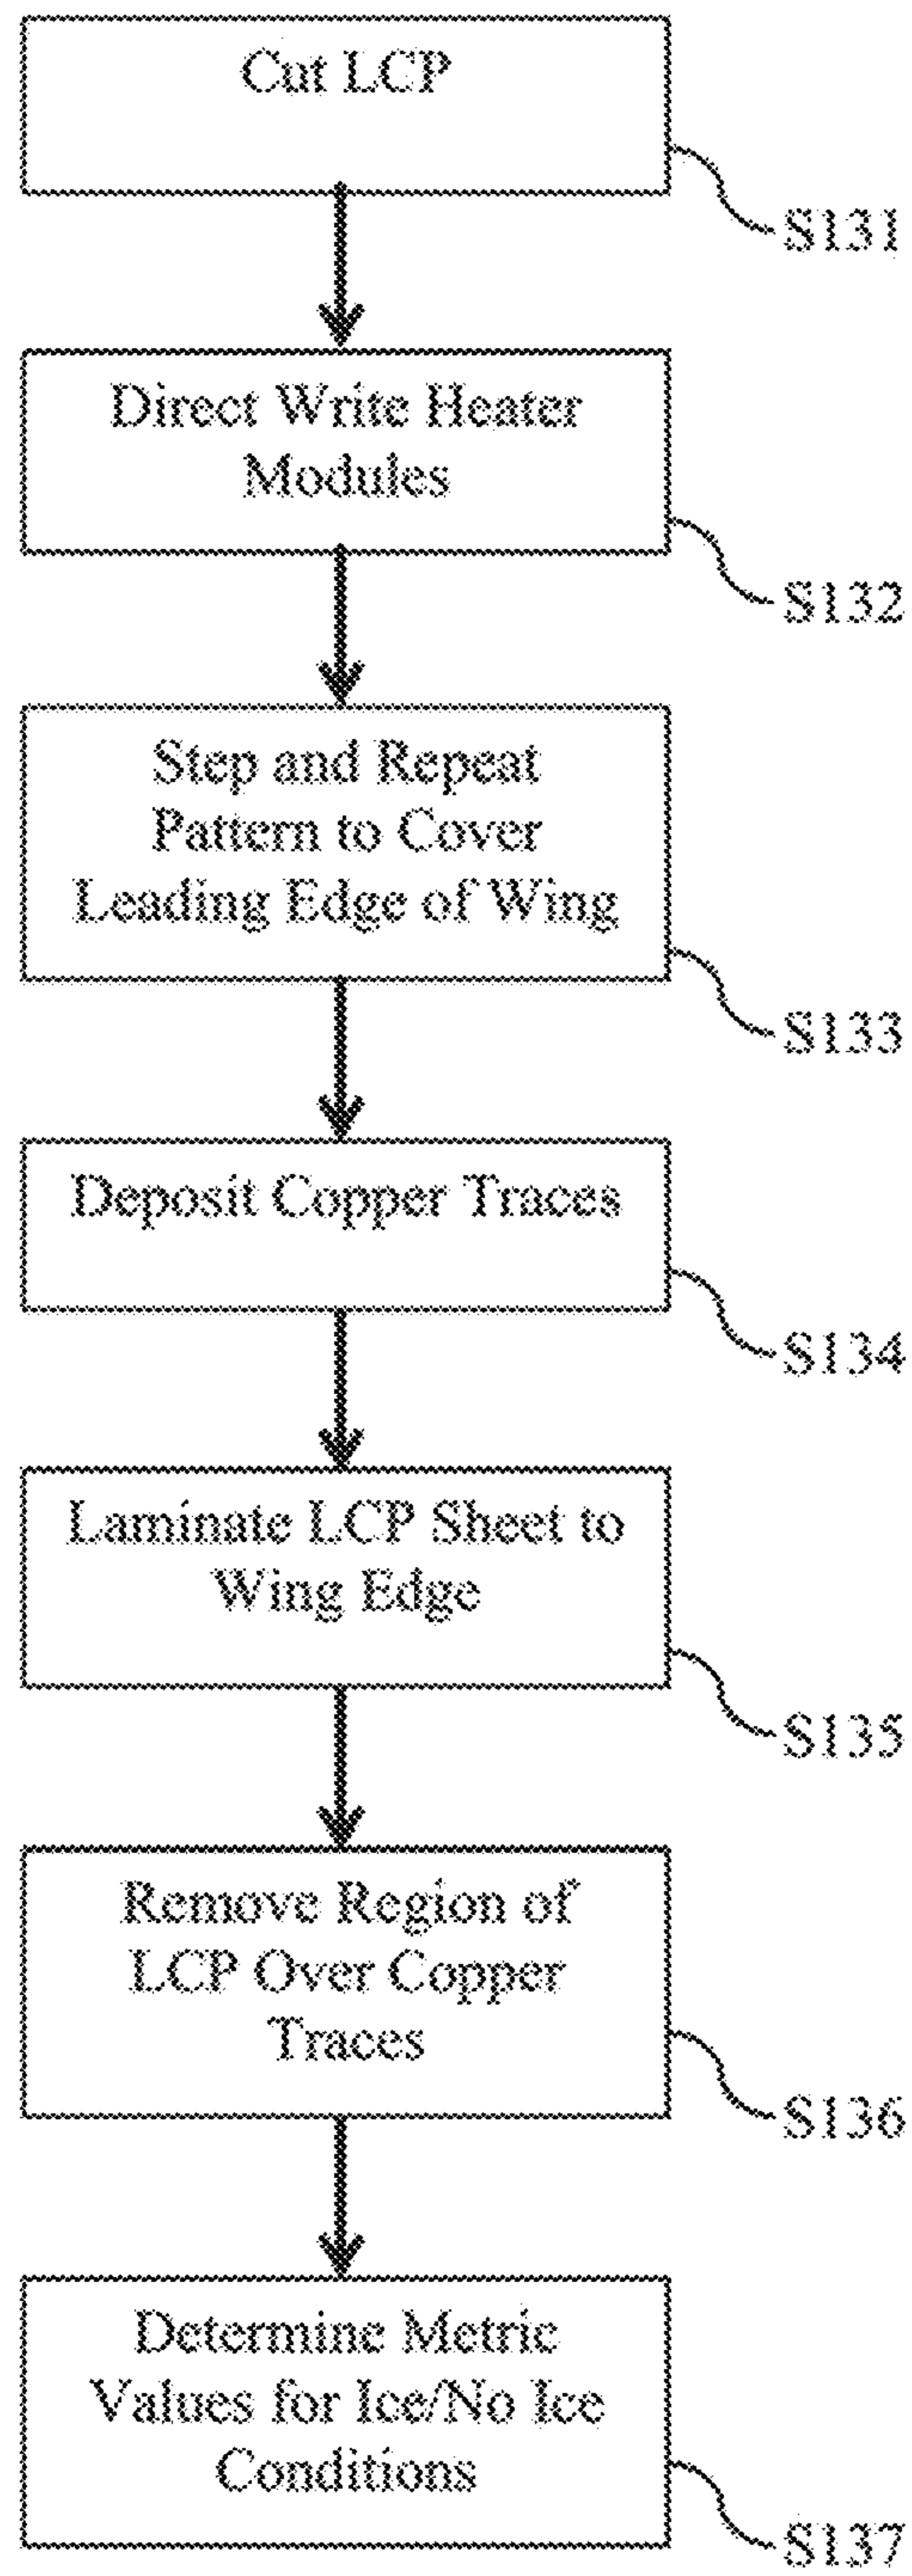 Cut LCP
S131
Direct Write Heater
Modules
S132
Step and Repeat
Pattern to Cover
Leading Edge of Wing
S133
Deposit Copper Traces
S134
Laminate LCP Sheet to
Wing Edge
S135
Remove Region of
LCP Over Copper
Traces
S136
Determine Metric
Values for Ice/No Ice
Conditions
S137